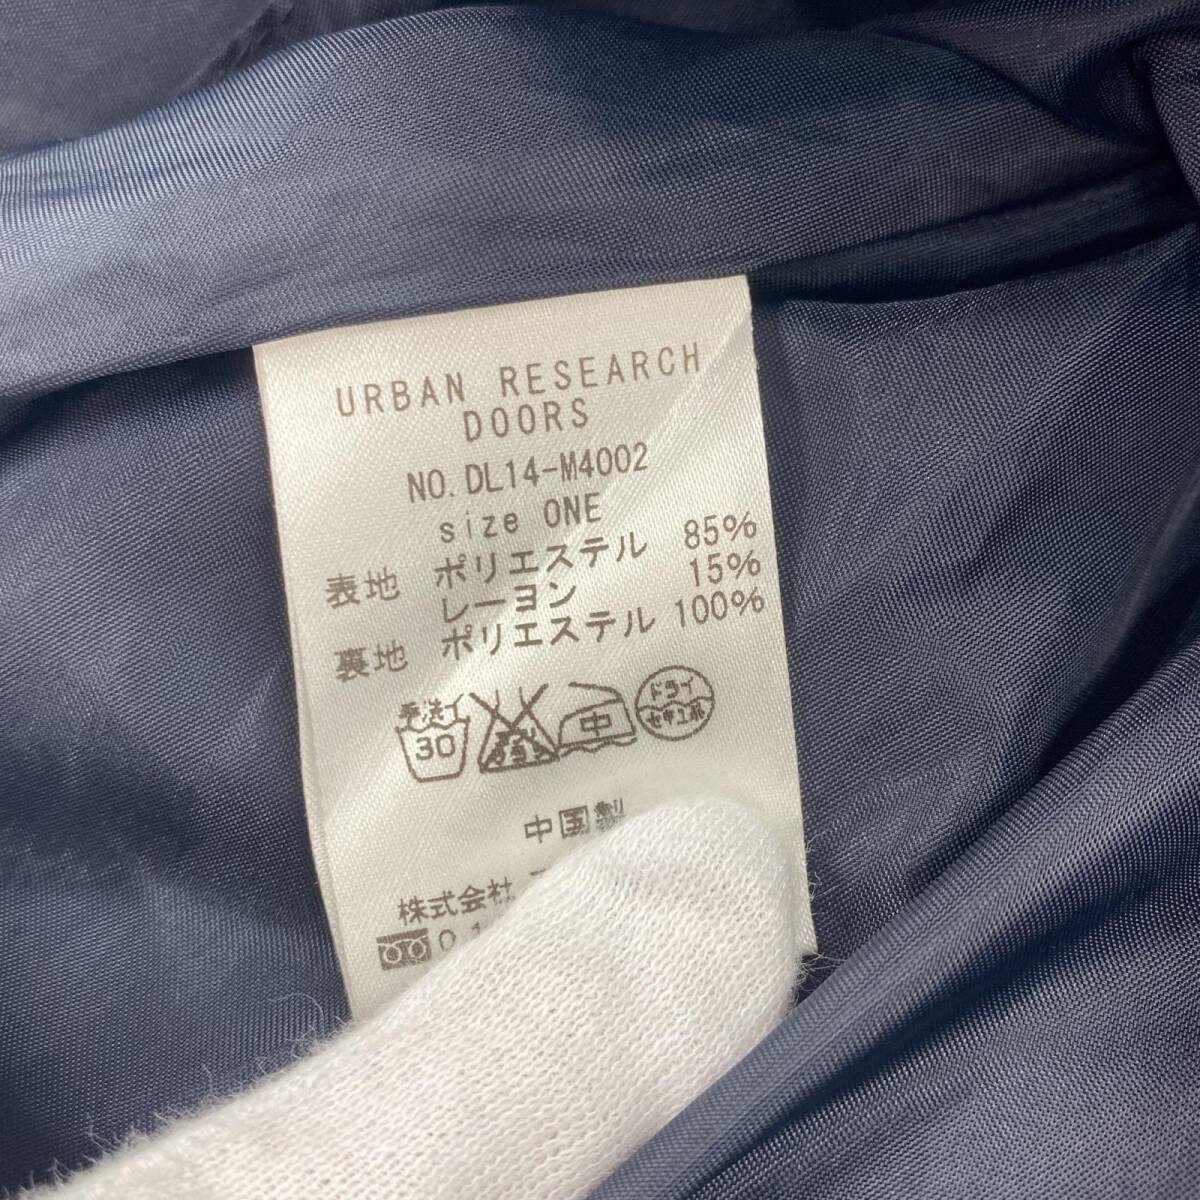 URBAN RESEARCH
DOORS
NO. DL14-M4002
size ONE
表地 ポリエステル 85%
レーヨン 15%
裏地 ポリエステル 100%
手洗イ
30
中
ドライ
セキユ系
中国製
株式会社
01